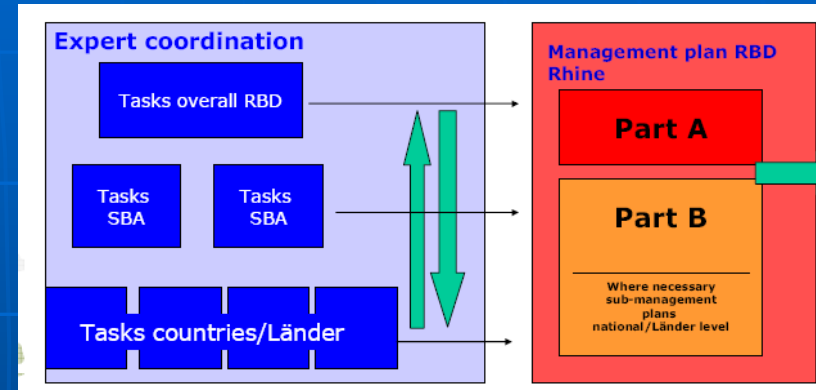 Expert coordination
Tasks overall RBD
Tasks
SBA
Tasks
SBA
Tasks countries/Länder
Management plan RBD
Rhine
Part A
Part B
Where necessary
sub-management
plans
national/Länder level